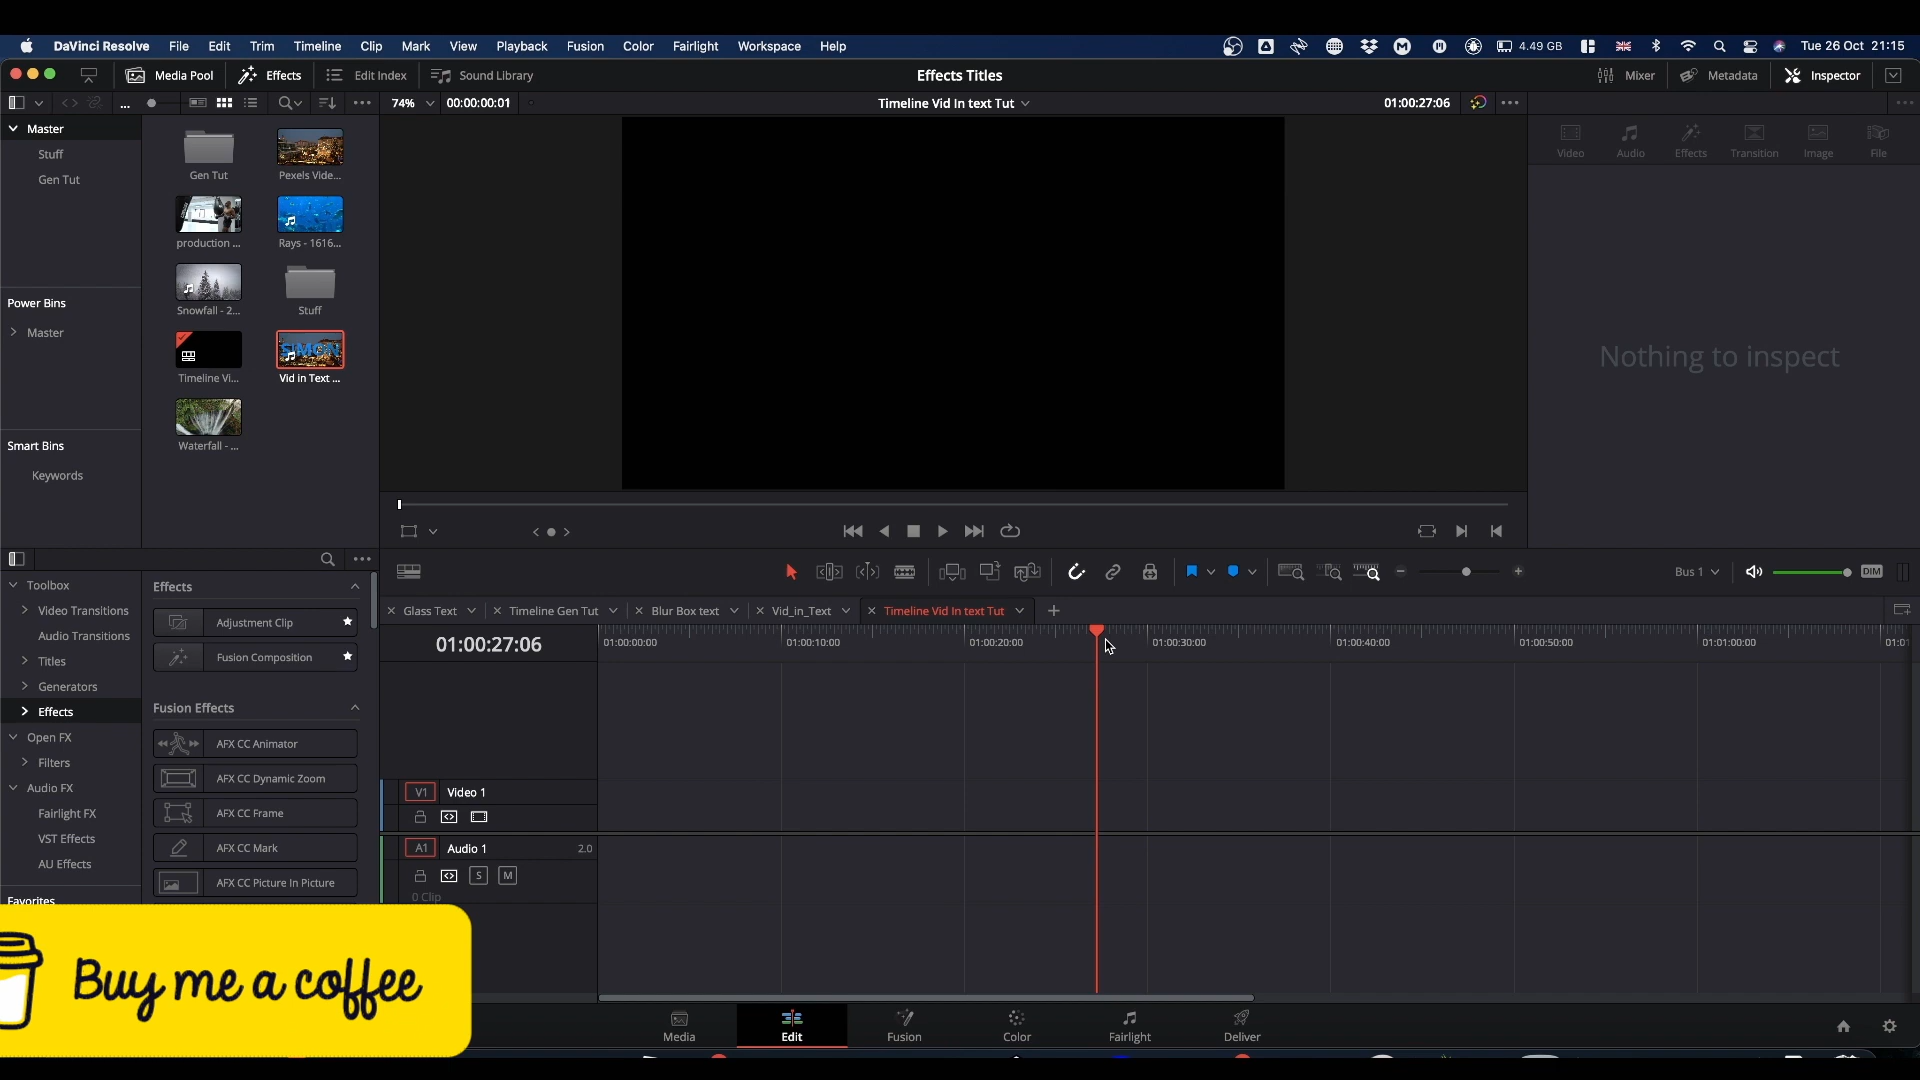 DaVinci Resolve File Edit Trim Timeline Clip Mark View Playback Fusion Color Fairlight Workspace Help 4.49 GB Tue 26 Oct 21:15
Media Pool Effects Edit Index Sound Library Effects Titles Mixer Metadata Inspector
... 74% 00:00:00:01 Timeline Vid In text Tut 01:00:27:06
Master
Stuff
Gen Tut
Power Bins
Master
Smart Bins
Keywords
Gen Tut Pexels Vide...
production ... Rays - 1616...
Snowfall - 2... Stuff
SIMON
Timeline Vi... Vid in Text ...
Waterfall - ...
Video Audio Effects Transition Image File
Nothing to inspect
Bus 1 DIM
Toolbox
Video Transitions
Audio Transitions
Titles
Generators
Effects
Open FX
Filters
Audio FX
Fairlight FX
VST Effects
AU Effects
Favorites
Effects
Adjustment Clip
Fusion Composition
Fusion Effects
AFX CC Animator
AFX CC Dynamic Zoom
AFX CC Frame
AFX CC Mark
AFX CC Picture In Picture
Glass Text Timeline Gen Tut Blur Box text Vid_in_Text Timeline Vid In text Tut
01:00:27:06 01:00:00:00 01:00:10:00 01:00:20:00 01:00:30:00 01:00:40:00 01:00:50:00 01:01:00:00 01:0
V1 Video 1
A1 Audio 1 2.0
S M
0 Clip
Buy me a coffee
Media Edit Fusion Color Fairlight Deliver